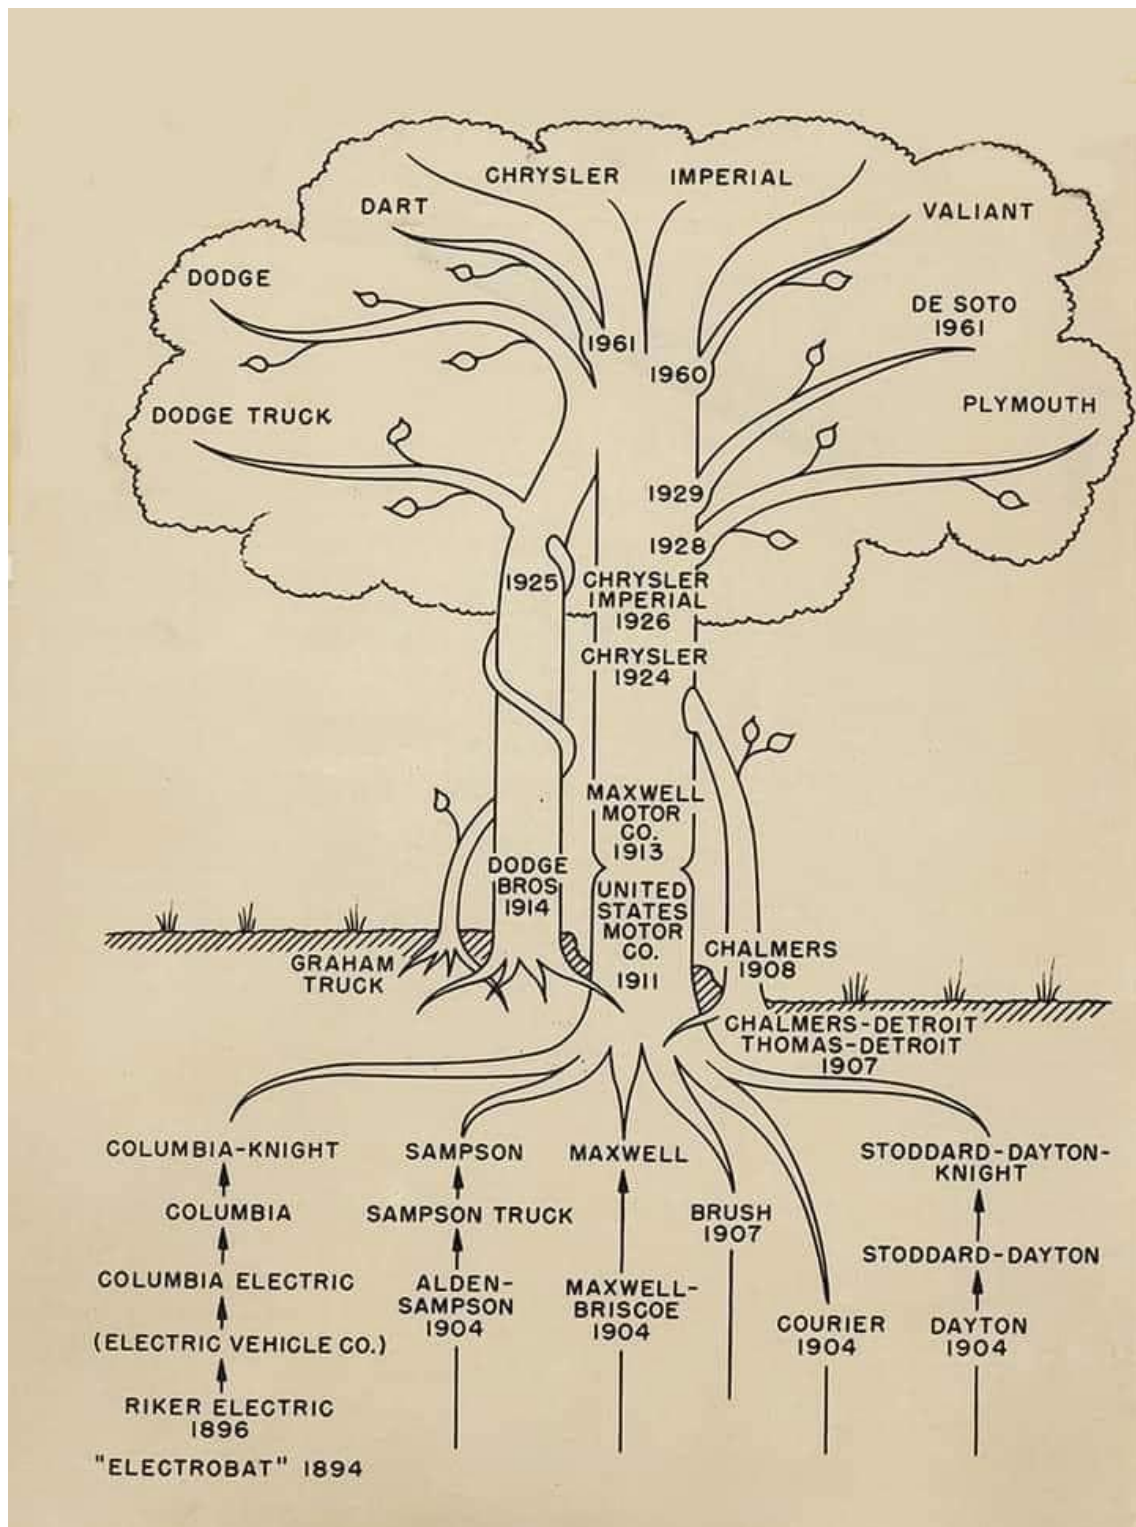 CHRYSLER
IMPERIAL
DART
VALIANT
DODGE
DE SOTO
1961
1961
1960
DODGE TRUCK
PLYMOUTH
1929
1928
1925
CHRYSLER
IMPERIAL
1926
CHRYSLER
1924
MAXWELL
MOTOR
CO.
1913
DODGE
BROS
1914
UNITED
STATES
MOTOR
CO.
1911
GRAHAM
TRUCK
CHALMERS
1908
CHALMERS-DETROIT
THOMAS-DETROIT
1907
COLUMBIA-KNIGHT
COLUMBIA
COLUMBIA ELECTRIC
(ELECTRIC VEHICLE CO.)
RIKER ELECTRIC
1896
"ELECTROBAT" 1894
SAMPSON
SAMPSON TRUCK
ALDEN-
SAMPSON
1904
MAXWELL
MAXWELL-
BRISCOE
1904
BRUSH
1907
COURIER
1904
STODDARD-DAYTON-
KNIGHT
STODDARD-DAYTON
DAYTON
1904